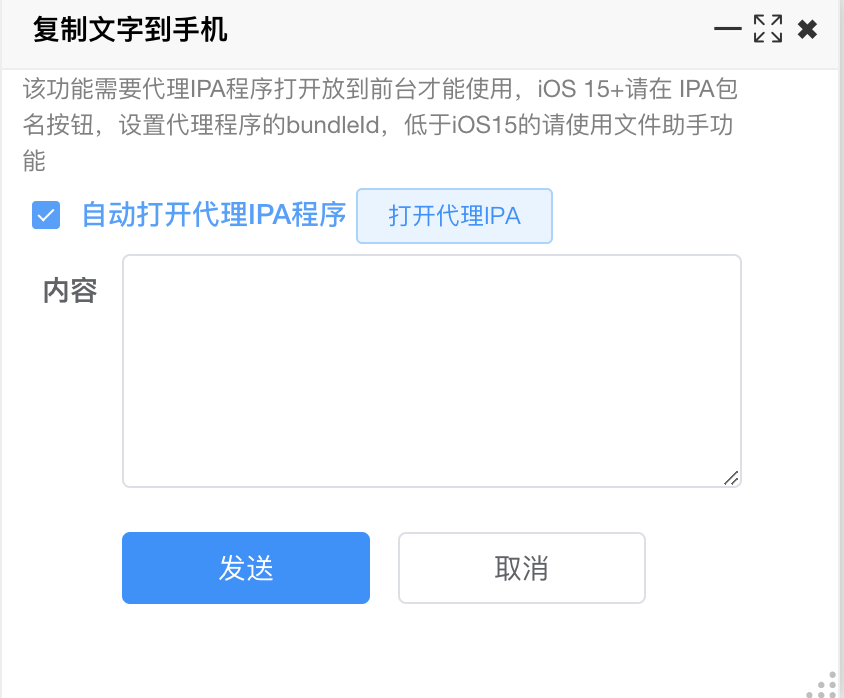 复制文字到手机
该功能需要代理IPA程序打开放到前台才能使用，iOS 15+请在 IPA包
名按钮，设置代理程序的bundleId，低于iOS15的请使用文件助手功
能
自动打开代理IPA程序 打开代理IPA
内容
发送 取消